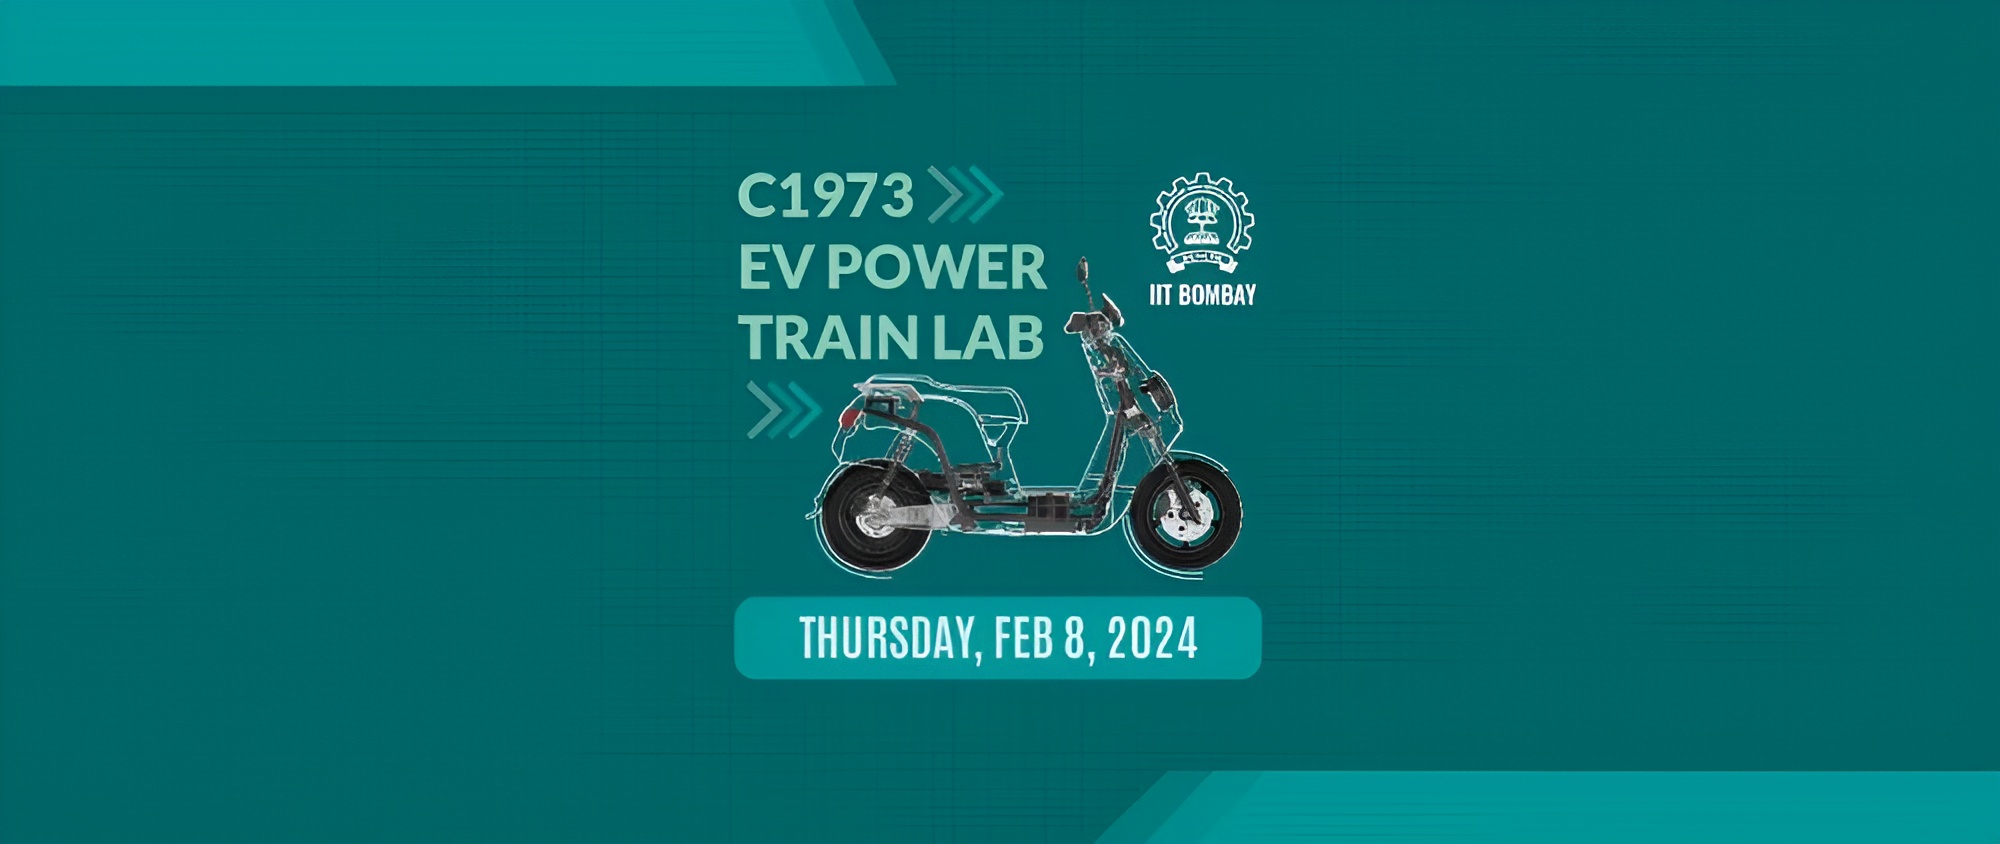 C1973
EV POWER
TRAIN LAB
IIT BOMBAY
THURSDAY, FEB 8, 2024